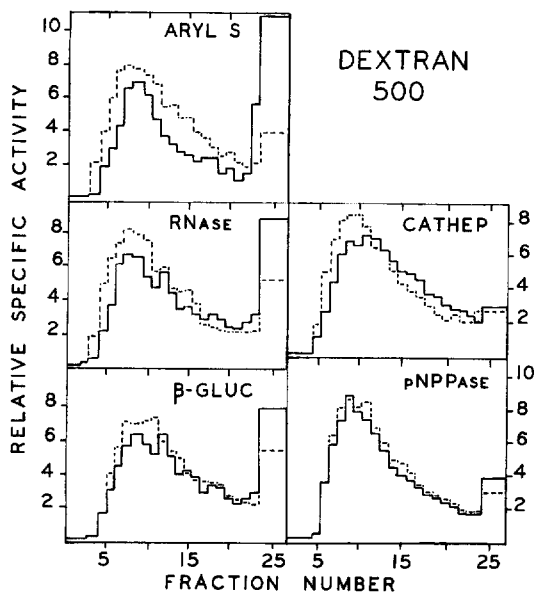 10
8
6
4
2
ARYL S
DEXTRAN
500
RELATIVE SPECIFIC ACTIVITY
8
6
4
2
RNASE
CATHEP
8
6
4
2
8
6
4
2
β-GLUC
pNPPASE
10
8
6
4
2
5 15 25
5 15 25
FRACTION NUMBER